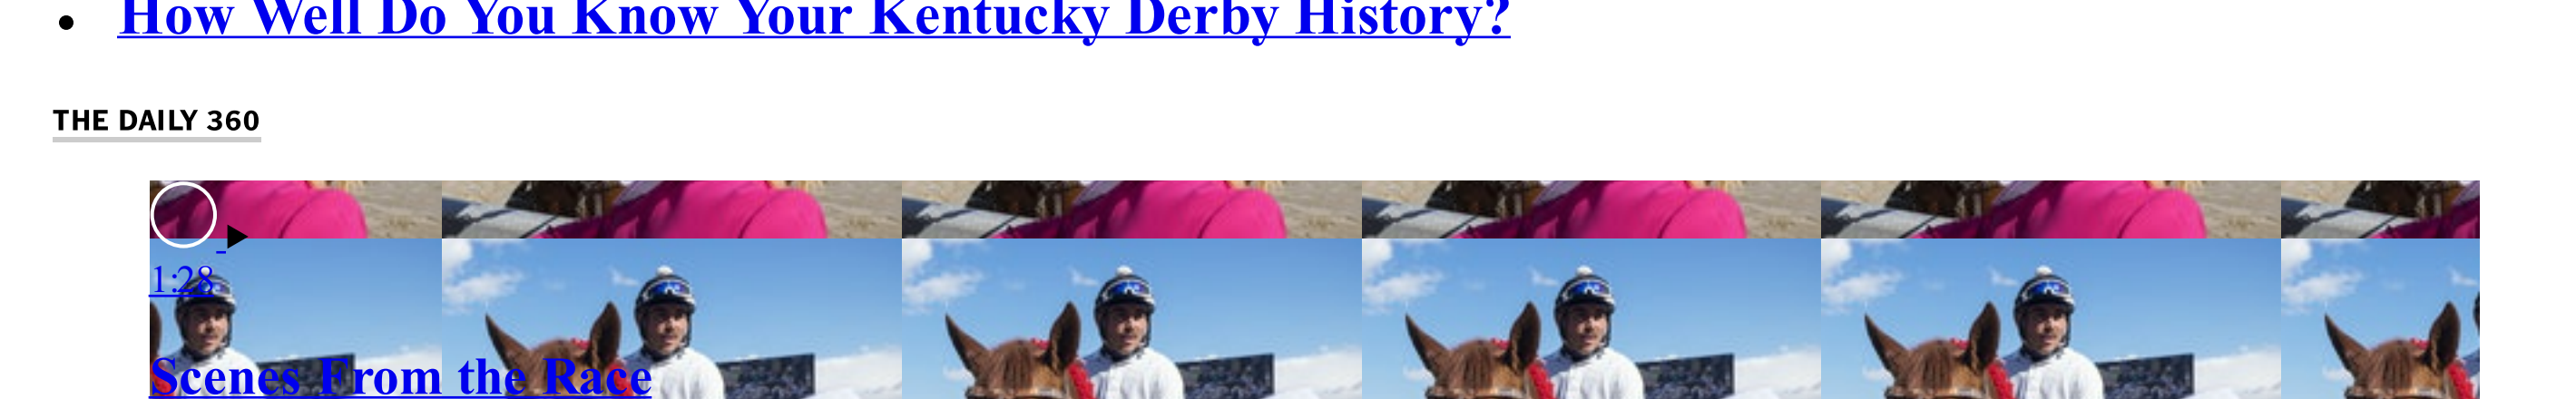 How Well Do You Know Your Kentucky Derby History?
THE DAILY 360
1:28
Scenes From the Race